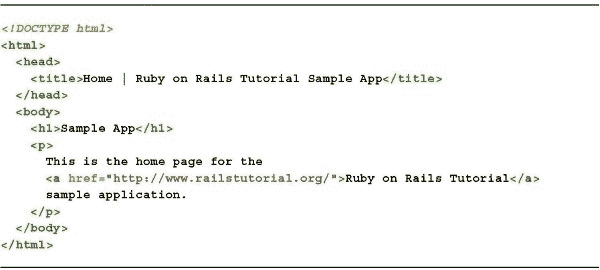 <!DOCTYPE html>
<html>
<head>
<title>Home | Ruby on Rails Tutorial Sample App</title>
</head>
<body>
<h1>Sample App</h1>
<p>
This is the home page for the
<a href="http://www.railstutorial.org/">Ruby on Rails Tutorial</a>
sample application.
</p>
</body>
</html>